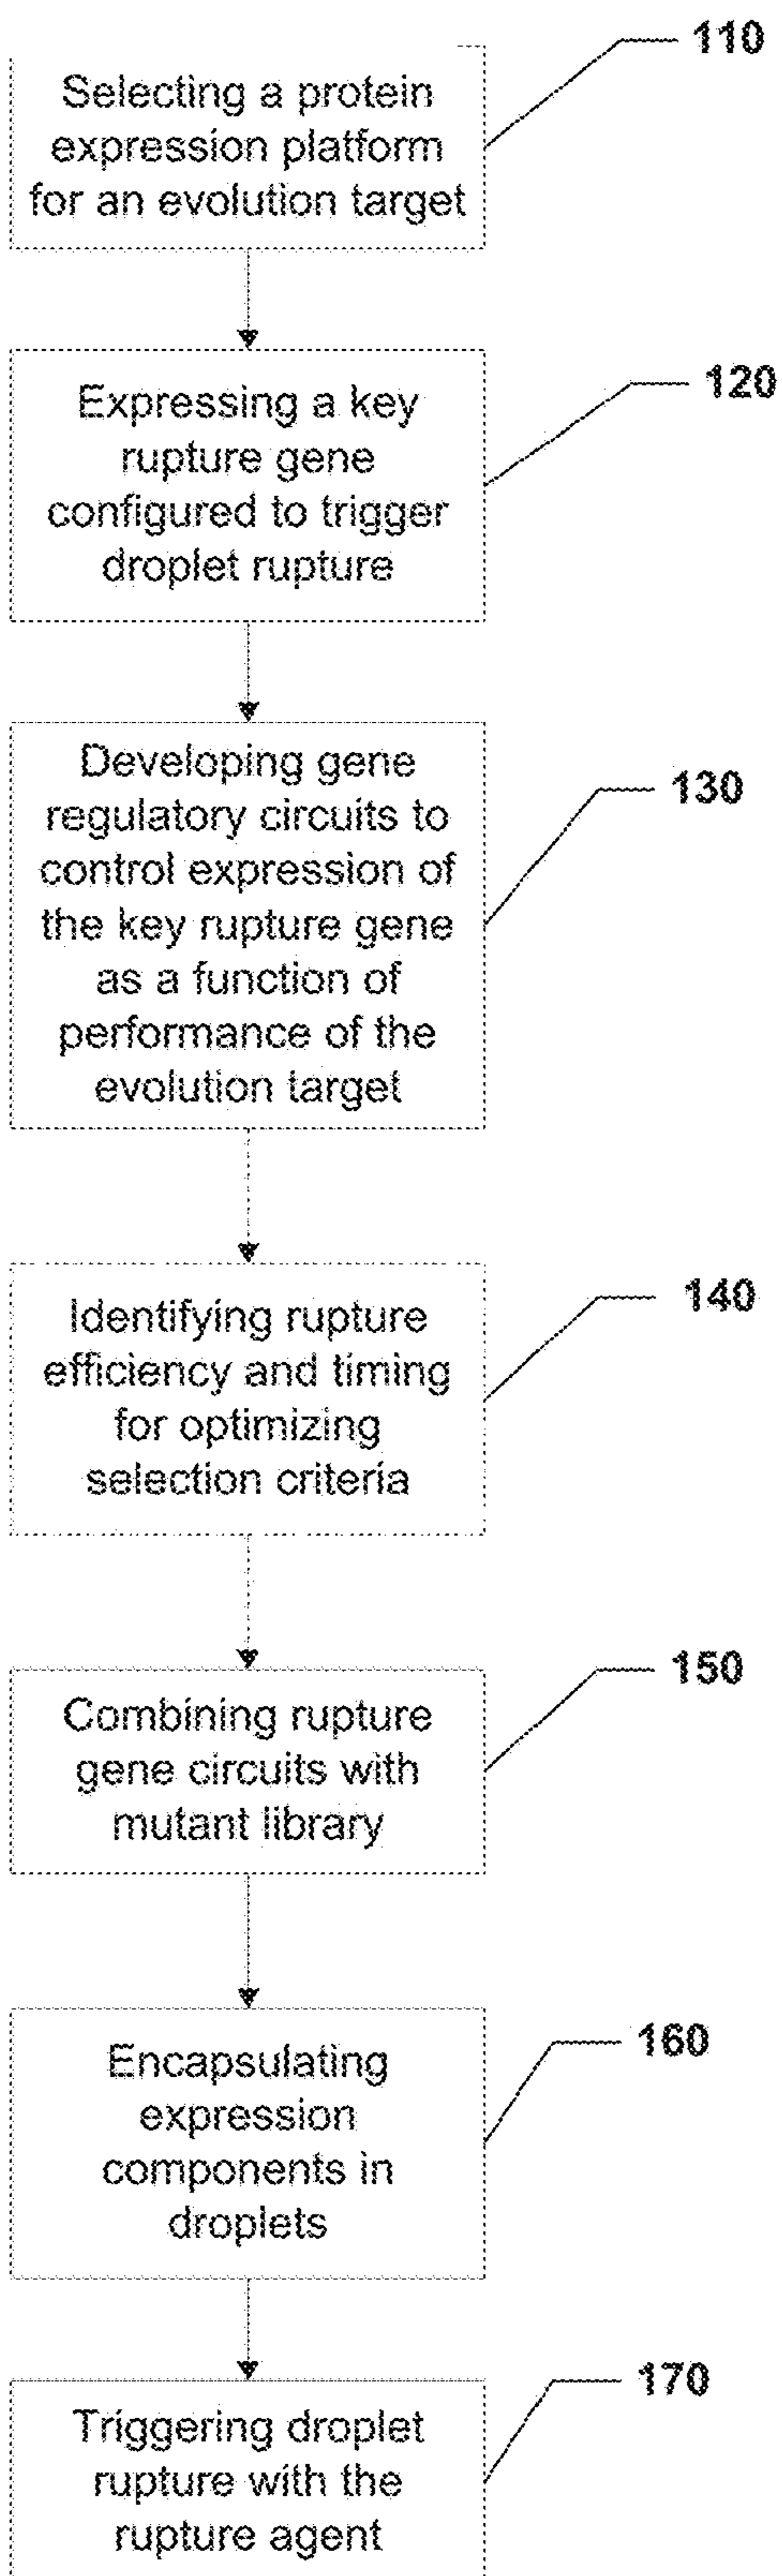 110
Selecting a protein
expression platform
for an evolution target
120
Expressing a key
rupture gene
configured to trigger
droplet rupture
130
Developing gene
regulatory circuits to
control expression of
the key rupture gene
as a function of
performance of the
evolution target
140
Identifying rupture
efficiency and timing
for optimizing
selection criteria
150
Combining rupture
gene circuits with
mutant library
160
Encapsulating
expression
components in
droplets
170
Triggering droplet
rupture with the
rupture agent